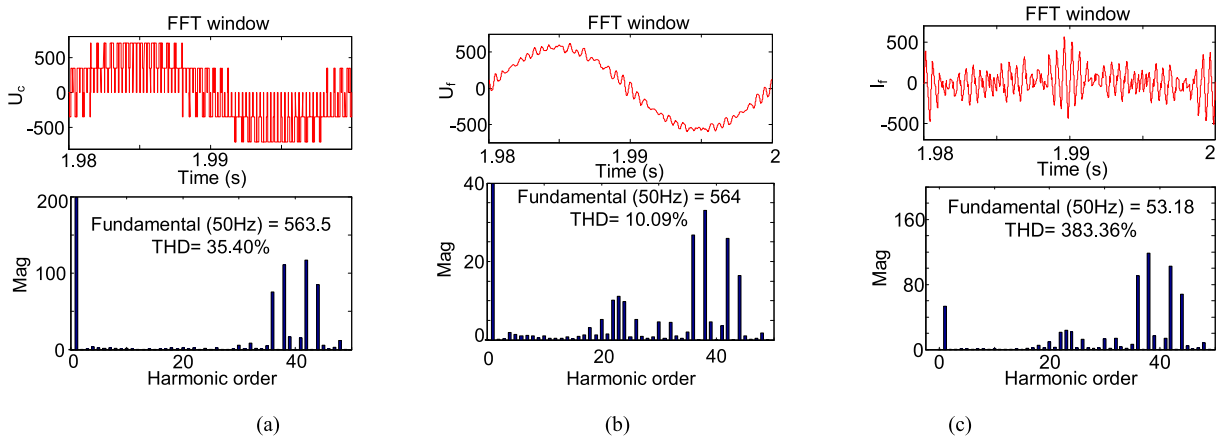 FFT window
500
0
−500
U_c
1.98
1.99
Time (s)
200
100
0
Mag
Fundamental (50Hz) = 563.5
THD= 35.40%
0
20
40
Harmonic order
(a)
FFT window
500
0
−500
U_f
1.98
1.99
2
Time (s)
40
20
0
Mag
Fundamental (50Hz) = 564
THD= 10.09%
0
20
40
Harmonic order
(b)
FFT window
500
0
−500
I_f
1.98
1.99
2
Time (s)
160
80
0
Mag
Fundamental (50Hz) = 53.18
THD= 383.36%
0
20
40
Harmonic order
(c)